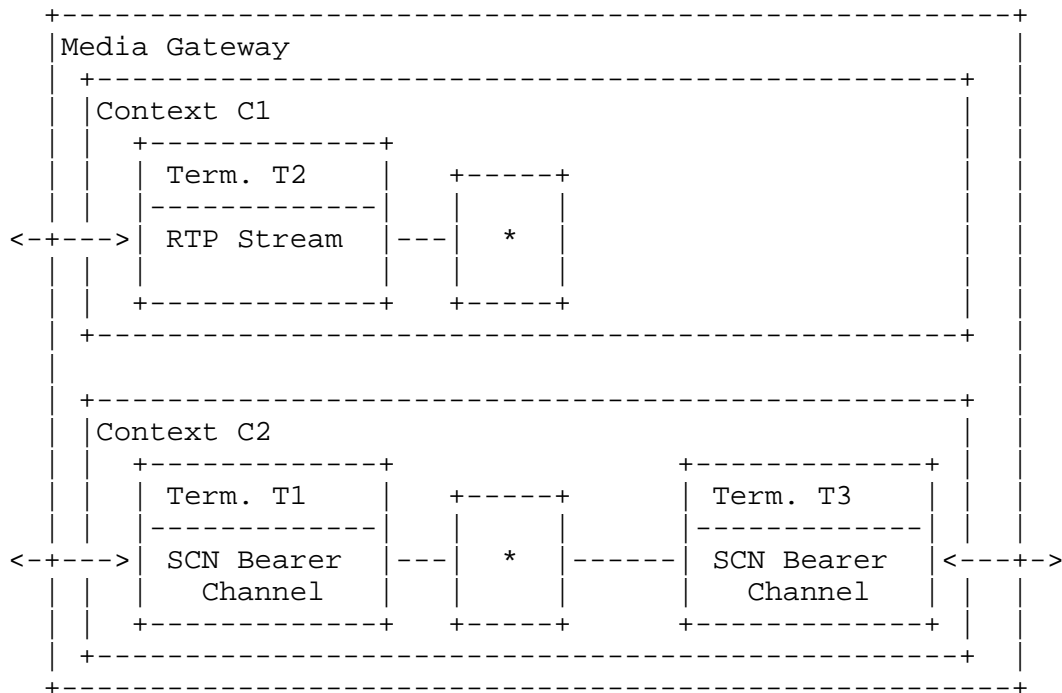 Media Gateway
Context C1
Term. T2
RTP Stream
*
Context C2
Term. T1
SCN Bearer
Channel
*
Term. T3
SCN Bearer
Channel